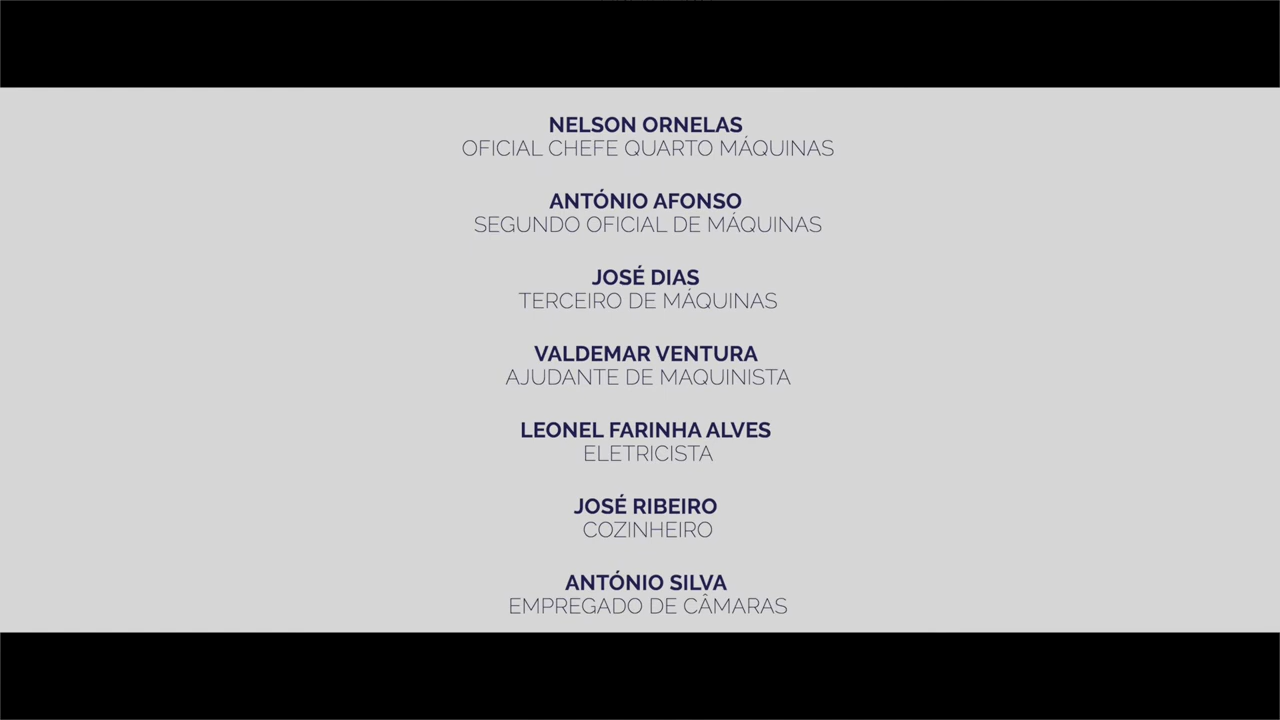 NELSON ORNELAS
OFICIAL CHEFE QUARTO MÁQUINAS
ANTÓNIO AFONSO
SEGUNDO OFICIAL DE MÁQUINAS
JOSÉ DIAS
TERCEIRO DE MÁQUINAS
VALDEMAR VENTURA
AJUDANTE DE MAQUINISTA
LEONEL FARINHA ALVES
ELETRICISTA
JOSÉ RIBEIRO
COZINHEIRO
ANTÓNIO SILVA
EMPREGADO DE CÂMARAS